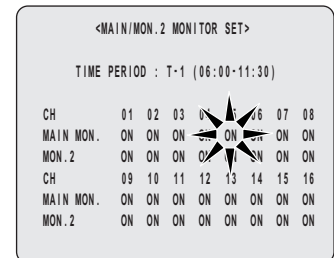 <MAIN/MON.2 MONITOR SET>
TIME PERIOD : T-1 (06:00-11:30)
CH 01 02 03 06 07 08
MAIN MON. ON ON ON ON ON ON
MON.2 ON ON ON ON ON ON
CH 09 10 11 12 13 14 15 16
MAIN MON. ON ON ON ON ON ON ON ON
MON.2 ON ON ON ON ON ON ON ON